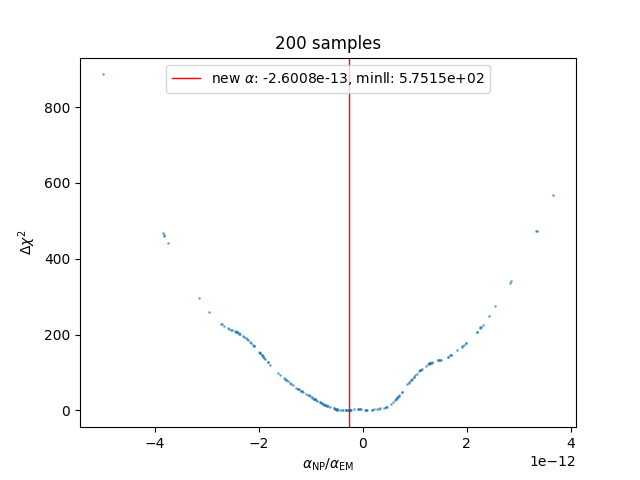 200 samples
new α: -2.6008e-13, minll: 5.7515e+02
800
600
400
200
0
Δχ²
−4
−2
0
2
4
1e−12
α_NP/α_EM